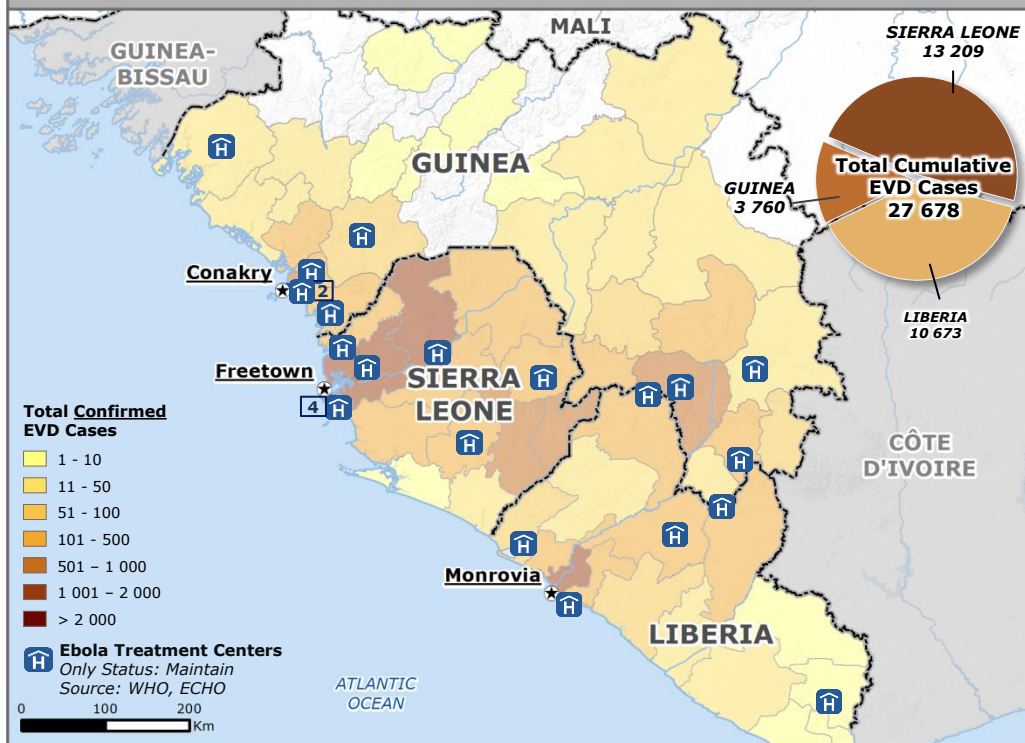 MALI
GUINEA-
BISSAU
SIERRA LEONE
13 209
GUINEA
Total Cumulative
EVD Cases
27 678
GUINEA
3 760
LIBERIA
10 673
Conakry
2
Freetown
4
SIERRA
LEONE
CÔTE
D'IVOIRE
Monrovia
LIBERIA
ATLANTIC
OCEAN
Total Confirmed
EVD Cases
1 - 10
11 - 50
51 - 100
101 - 500
501 – 1 000
1 001 – 2 000
> 2 000
H Ebola Treatment Centers
Only Status: Maintain
Source: WHO, ECHO
0 100 200
Km